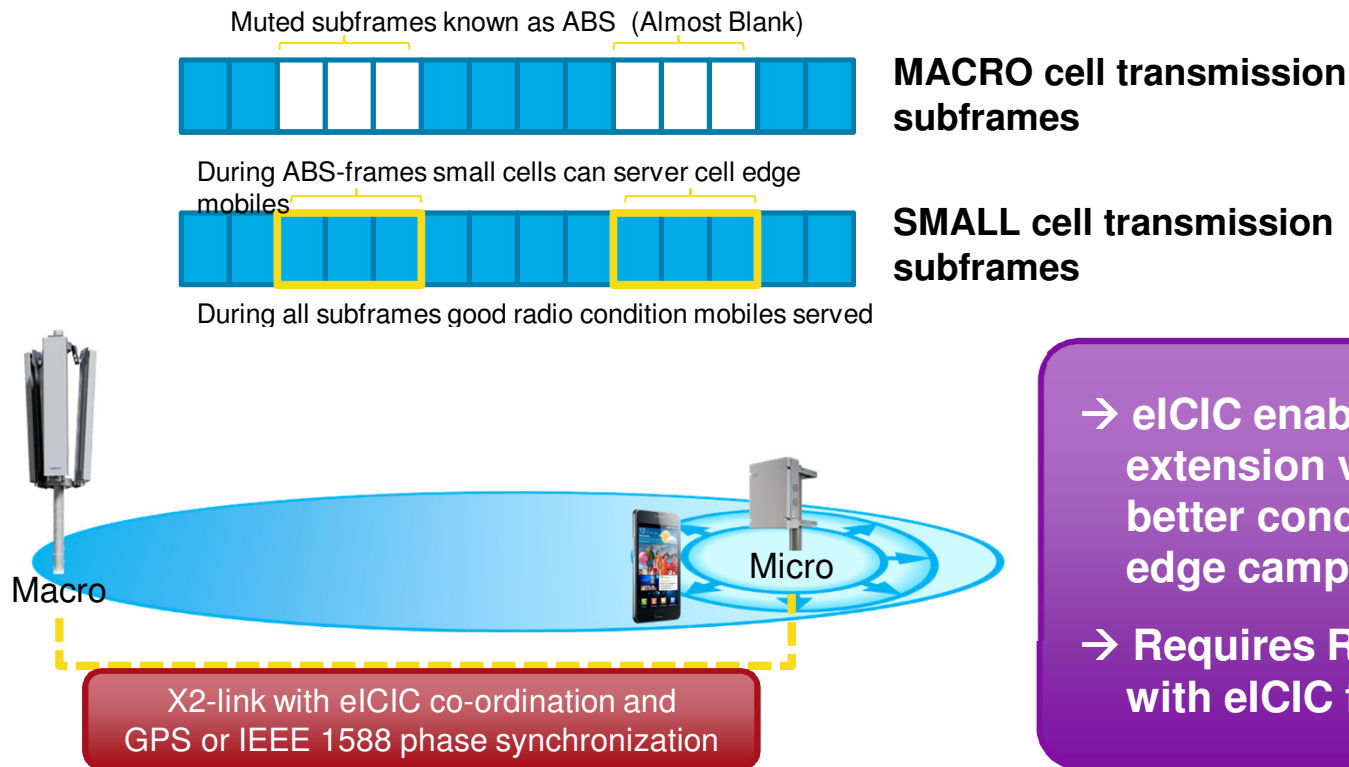 Muted subframes known as ABS (Almost Blank)
MACRO cell transmission
subframes
During ABS-frames small cells can server cell edge
mobiles
SMALL cell transmission
subframes
During all subframes good radio condition mobiles served
Macro
Micro
X2-link with eICIC co-ordination and
GPS or IEEE 1588 phase synchronization
→ eICIC enab
extension
better cond
edge camp
→ Requires R
with eICIC